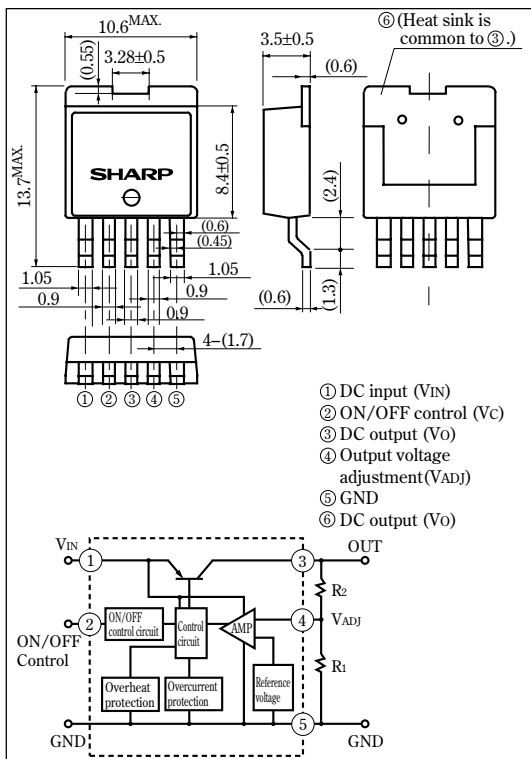 10.6MAX.
3.28±0.5
(0.55)
13.7MAX.
SHARP
8.4±0.5
(0.6)
(0.45)
1.05
1.05
0.9
0.9
0.9
4–(1.7)
① ② ③ ④ ⑤
3.5±0.5
(0.6)
(2.4)
(0.6)
(1.3)
⑥ (Heat sink is
common to ③.)
① DC input (VIN)
② ON/OFF control (VC)
③ DC output (VO)
④ Output voltage
adjustment(VADJ)
⑤ GND
⑥ DC output (VO)
VIN
①
③
OUT
R2
②
ON/OFF
control circuit
Control
circuit
AMP
④
VADJ
ON/OFF
Control
R1
Overheat
protection
Overcurrent
protection
Reference
voltage
⑤
GND
GND